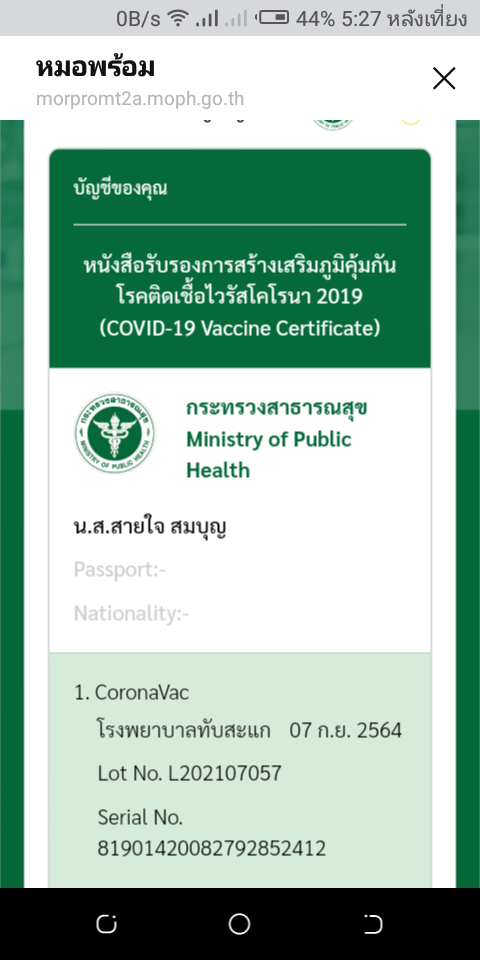 0B/s 44% 5:27 หลังเที่ยง
หมอพร้อม
morpromt2a.moph.go.th
บัญชีของคุณ
หนังสือรับรองการสร้างเสริมภูมิคุ้มกัน
โรคติดเชื้อไวรัสโคโรนา 2019
(COVID-19 Vaccine Certificate)
กระทรวงสาธารณสุข
MINISTRY OF PUBLIC HEALTH
กระทรวงสาธารณสุข
Ministry of Public
Health
น.ส.สายใจ สมบุญ
Passport:-
Nationality:-
1. CoronaVac
โรงพยาบาลทับสะแก 07 ก.ย. 2564
Lot No. L202107057
Serial No.
81901420082792852412